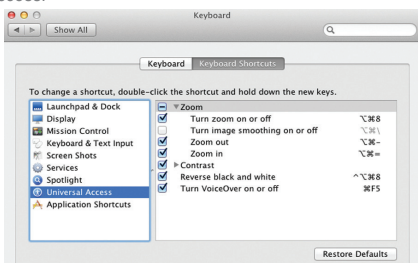 Keyboard
Show All
Keyboard Keyboard Shortcuts
To change a shortcut, double-click the shortcut and hold down the new keys.
Launchpad & Dock
Display
Mission Control
Keyboard & Text Input
Screen Shots
Services
Spotlight
Universal Access
Application Shortcuts
Zoom
Turn zoom on or off ⌥⌘8
Turn image smoothing on or off ⌥⌘\
Zoom out ⌥⌘-
Zoom in ⌥⌘=
Contrast
Reverse black and white ^⌥⌘8
Turn VoiceOver on or off ⌘F5
Restore Defaults